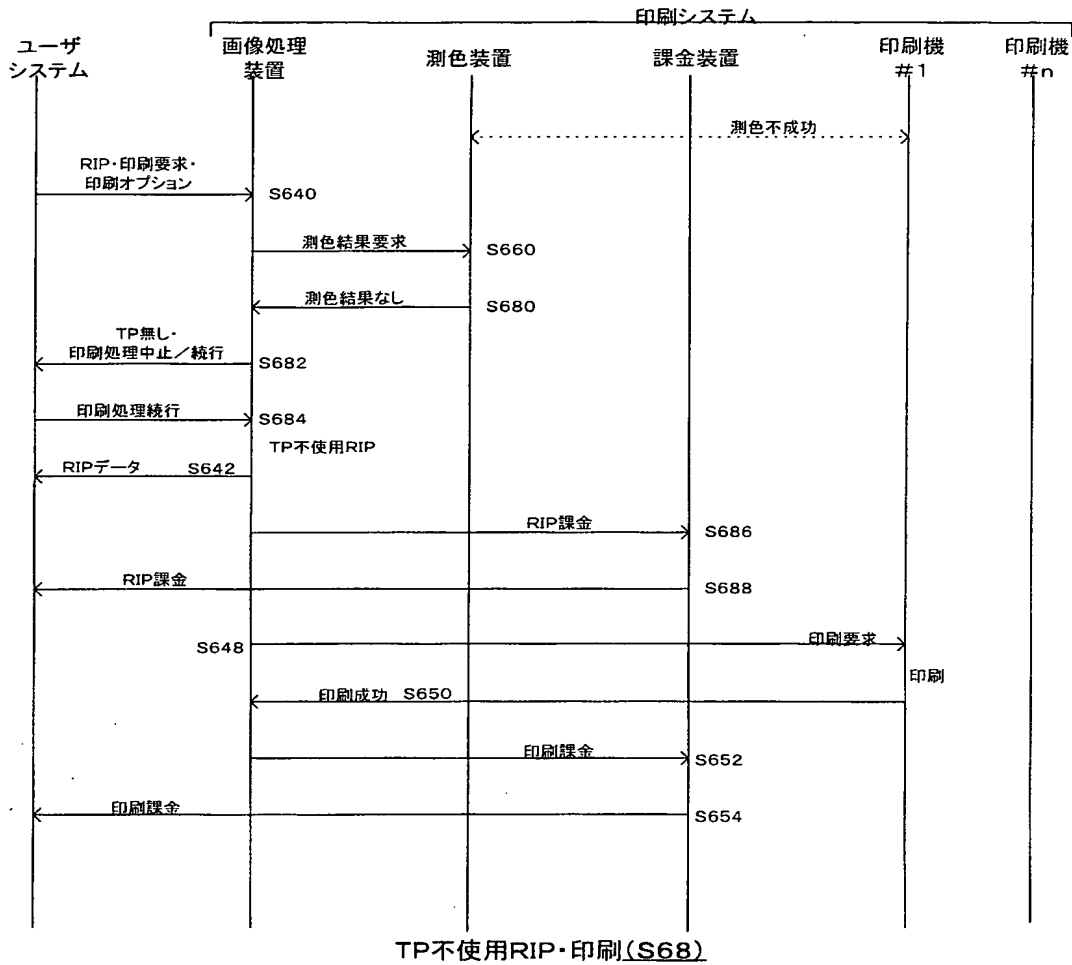 印刷システム
ユーザ
システム
画像処理
装置
測色装置
課金装置
印刷機
#1
印刷機
#n
測色不成功
RIP・印刷要求・
印刷オプション
S640
測色結果要求
S660
測色結果なし
S680
TP無し・
印刷処理中止／続行
S682
印刷処理続行
S684
TP不使用RIP
RIPデータ S642
RIP課金
S686
RIP課金
S688
S648
印刷要求
印刷
印刷成功 S650
印刷課金
S652
印刷課金
S654
TP不使用RIP・印刷(S68)